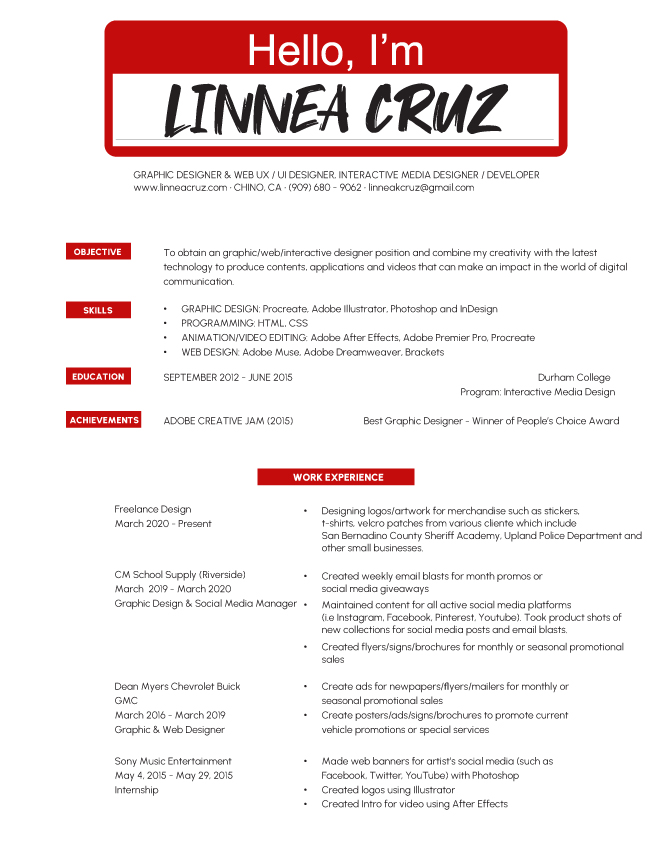 Hello, I'm
LINNEA CRUZ
GRAPHIC DESIGNER & WEB UX / UI DESIGNER, INTERACTIVE MEDIA DESIGNER / DEVELOPER
www.linneacruz.com · CHINO, CA · (909) 680 - 9062 · linneakcruz@gmail.com
OBJECTIVE
To obtain an graphic/web/interactive designer position and combine my creativity with the latest
technology to produce contents, applications and videos that can make an impact in the world of digital
communication.
SKILLS
• GRAPHIC DESIGN: Procreate, Adobe Illustrator, Photoshop and InDesign
• PROGRAMMING: HTML, CSS
• ANIMATION/VIDEO EDITING: Adobe After Effects, Adobe Premier Pro, Procreate
• WEB DESIGN: Adobe Muse, Adobe Dreamweaver, Brackets
EDUCATION
SEPTEMBER 2012 - JUNE 2015
Durham College
Program: Interactive Media Design
ACHIEVEMENTS
ADOBE CREATIVE JAM (2015)
Best Graphic Designer - Winner of People's Choice Award
WORK EXPERIENCE
Freelance Design
March 2020 - Present
• Designing logos/artwork for merchandise such as stickers,
t-shirts, velcro patches from various cliente which include
San Bernadino County Sheriff Academy, Upland Police Department and
other small businesses.
CM School Supply (Riverside)
March 2019 - March 2020
Graphic Design & Social Media Manager
• Created weekly email blasts for month promos or
social media giveaways
• Maintained content for all active social media platforms
(i.e Instagram, Facebook, Pinterest, Youtube). Took product shots of
new collections for social media posts and email blasts.
• Created flyers/signs/brochures for monthly or seasonal promotional
sales
Dean Myers Chevrolet Buick
GMC
March 2016 - March 2019
Graphic & Web Designer
• Create ads for newpapers/flyers/mailers for monthly or
seasonal promotional sales
• Create posters/ads/signs/brochures to promote current
vehicle promotions or special services
Sony Music Entertainment
May 4, 2015 - May 29, 2015
Internship
• Made web banners for artist's social media (such as
Facebook, Twitter, YouTube) with Photoshop
• Created logos using Illustrator
• Created Intro for video using After Effects